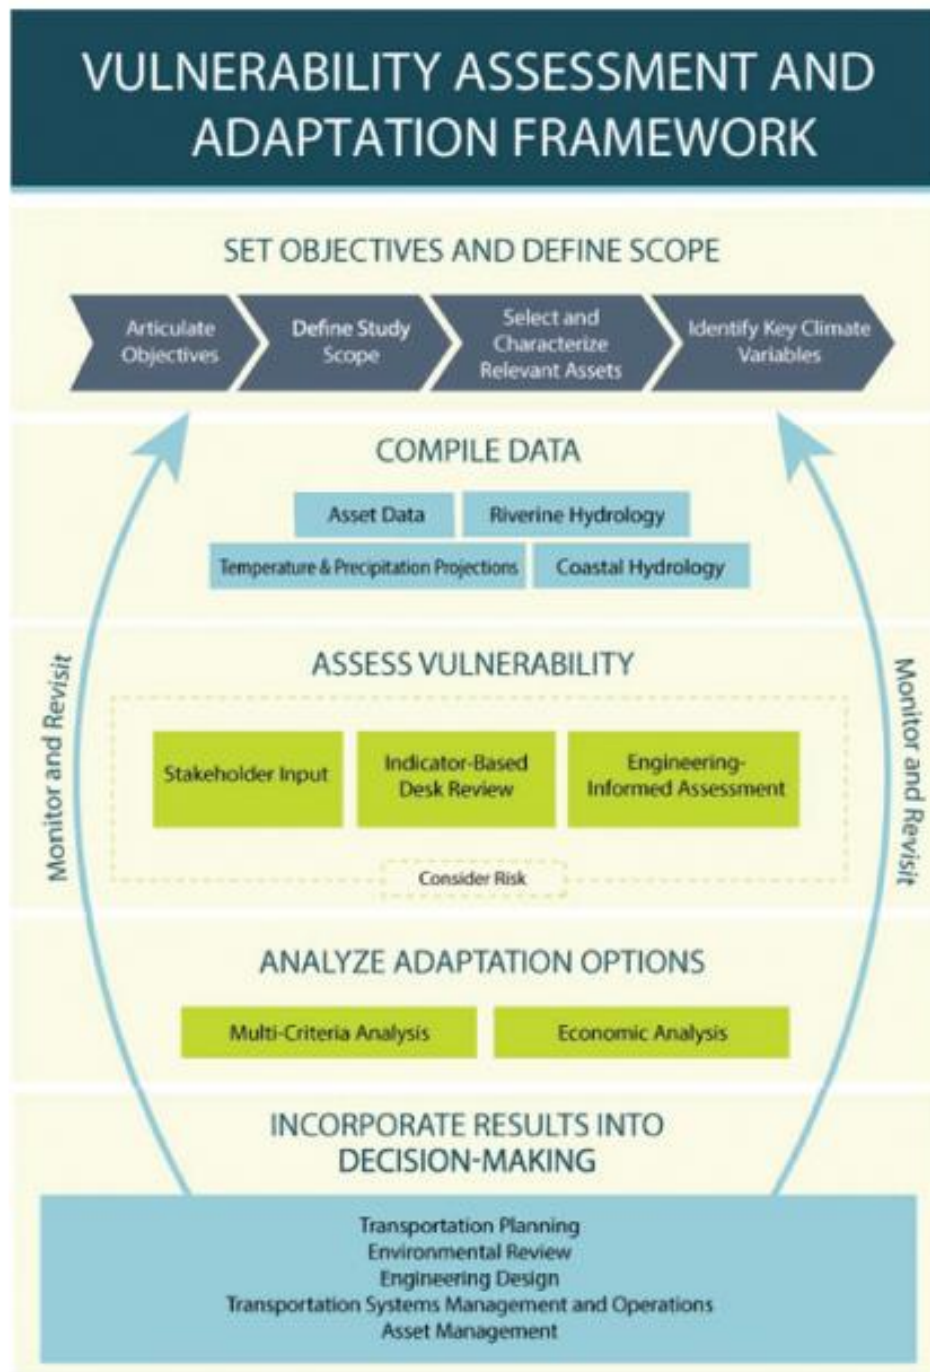 VULNERABILITY ASSESSMENT AND
ADAPTATION FRAMEWORK
SET OBJECTIVES AND DEFINE SCOPE
Articulate
Objectives
Define Study
Scope
Select and
Characterize
Relevant Assets
Identify Key Climate
Variables
COMPILE DATA
Asset Data
Riverine Hydrology
Temperature & Precipitation Projections
Coastal Hydrology
ASSESS VULNERABILITY
Monitor and Revisit
Stakeholder Input
Indicator-Based
Desk Review
Engineering-
Informed Assessment
Monitor and Revisit
Consider Risk
ANALYZE ADAPTATION OPTIONS
Multi-Criteria Analysis
Economic Analysis
INCORPORATE RESULTS INTO
DECISION-MAKING
Transportation Planning
Environmental Review
Engineering Design
Transportation Systems Management and Operations
Asset Management